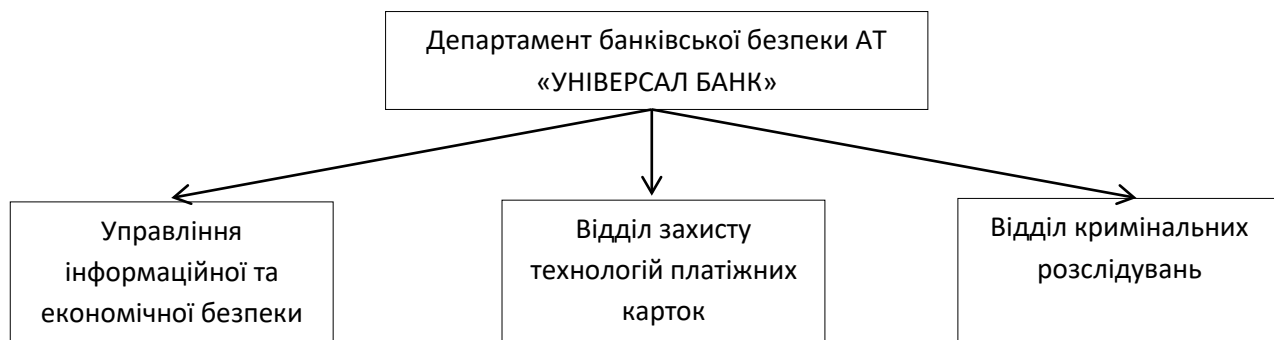 Департамент банківської безпеки АТ
«УНІВЕРСАЛ БАНК»
Управління
інформаційної та
економічної безпеки
Відділ захисту
технологій платіжних
карток
Відділ кримінальних
розслідувань